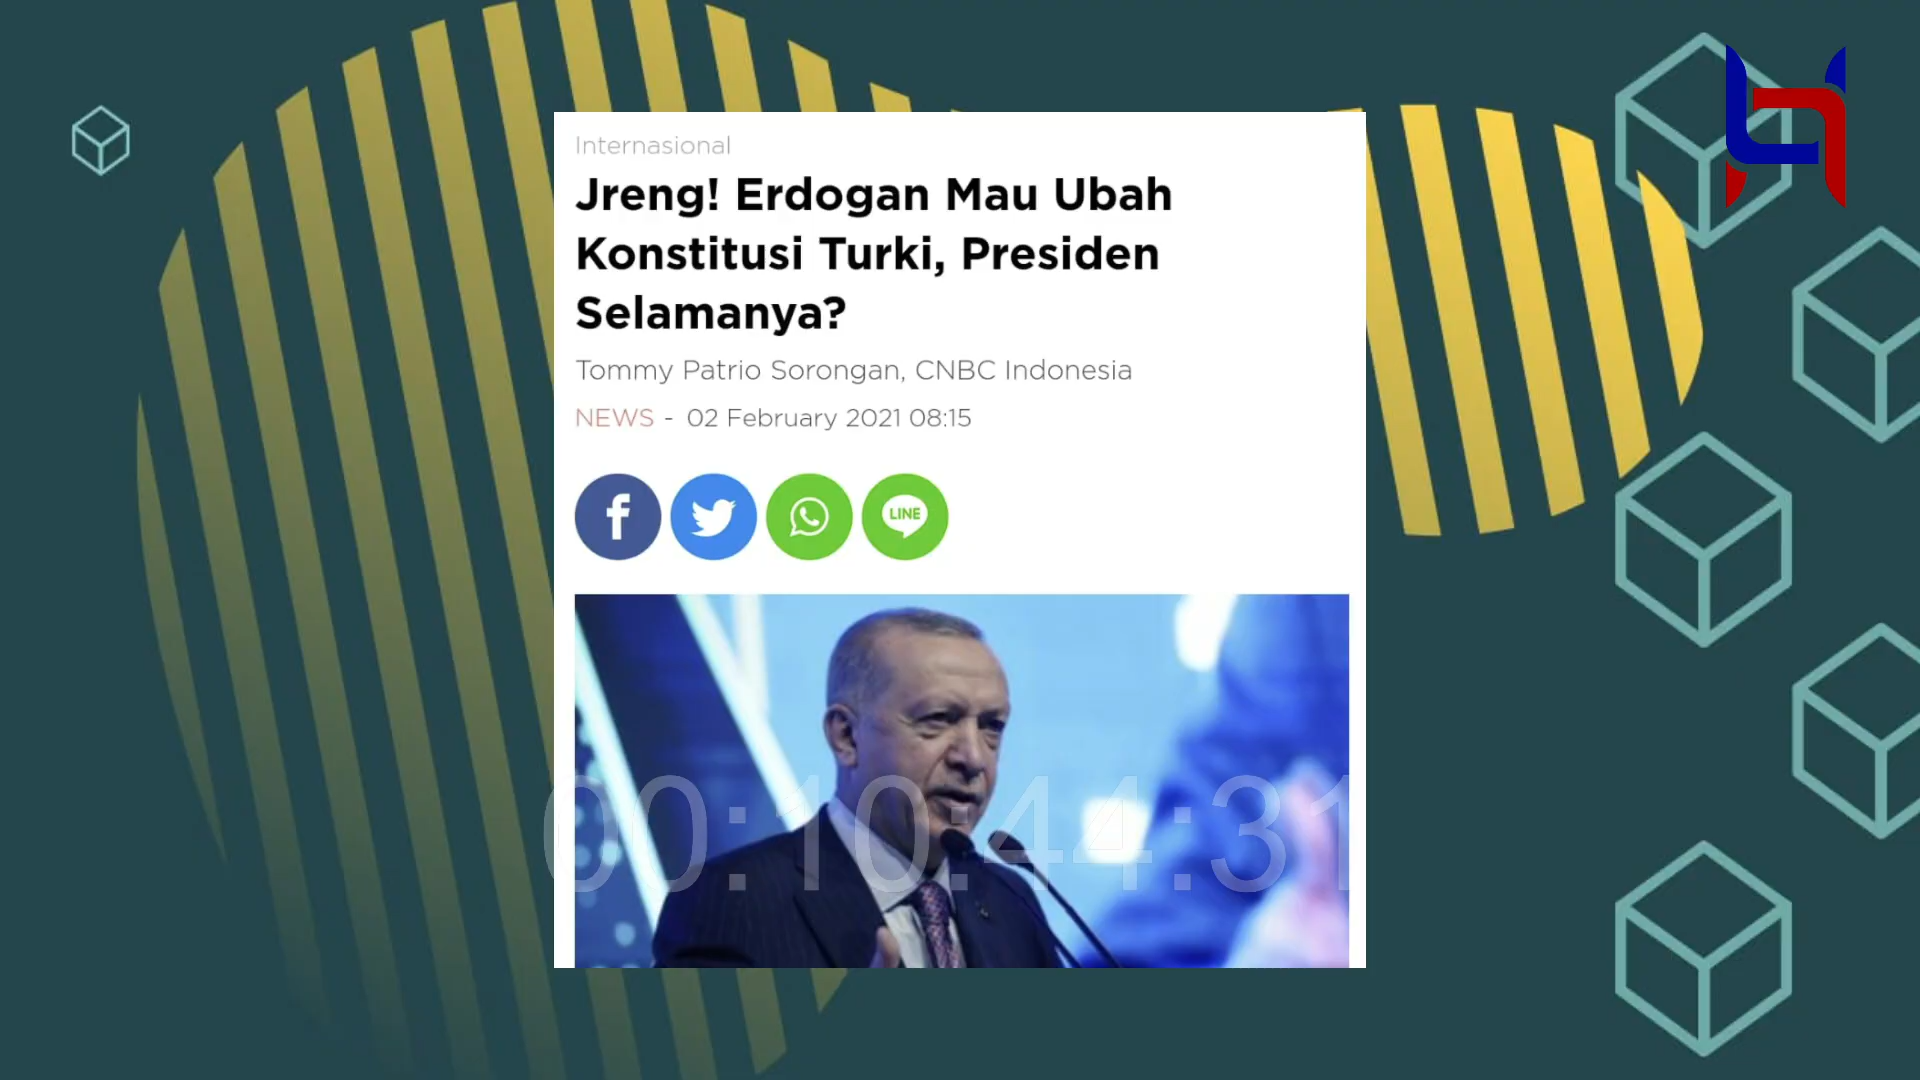 Internasional
Jreng! Erdogan Mau Ubah
Konstitusi Turki, Presiden
Selamanya?
Tommy Patrio Sorongan, CNBC Indonesia
NEWS - 02 February 2021 08:15
f
LINE
00:10:44:31